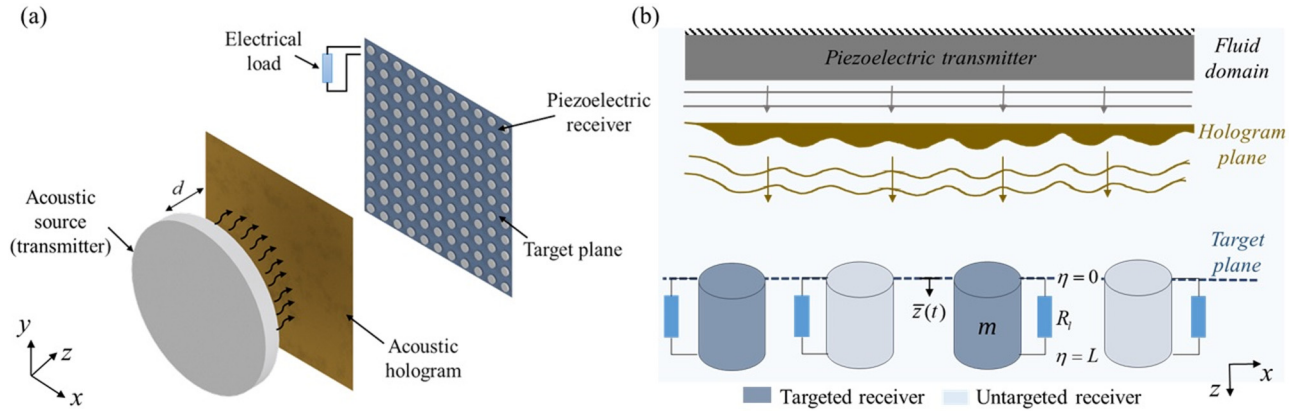 (a)
Electrical
load
Piezoelectric
receiver
d
Acoustic
source
(transmitter)
Target plane
Acoustic
hologram
y
z
x
(b)
Piezoelectric transmitter
Fluid
domain
Hologram
plane
Target
plane
η = 0
z̅(t)
m
R_l
η = L
x
z
Targeted receiver
Untargeted receiver